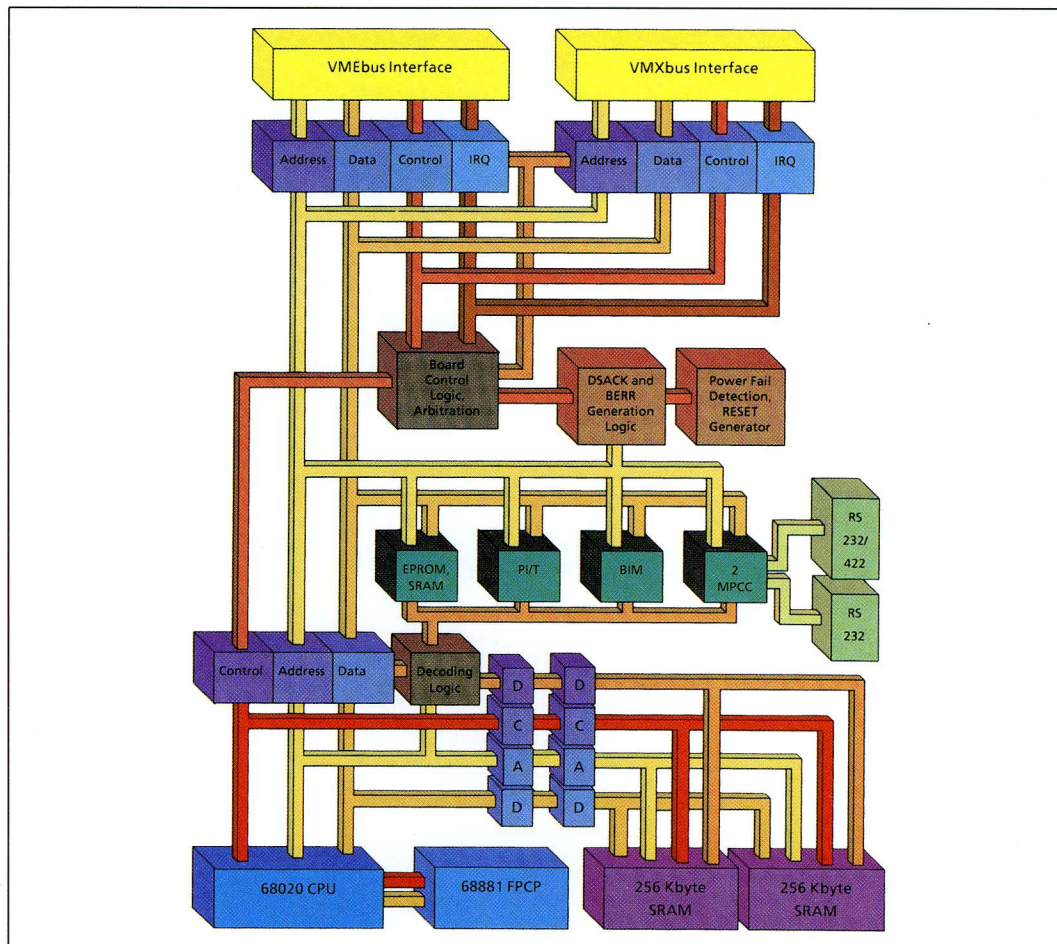 VMEbus Interface
VMXbus Interface
Address
Data
Control
IRQ
Address
Data
Control
IRQ
Board
Control
Logic,
Arbitration
DSACK and
BERR
Generation
Logic
Power Fail
Detection,
RESET
Generator
EPROM,
SRAM
PI/T
BIM
2
MPCC
RS
232/
422
RS
232
Control
Address
Data
Decoding
Logic
D
D
C
C
A
A
D
D
68020 CPU
68881 FPCP
256 Kbyte
SRAM
256 Kbyte
SRAM